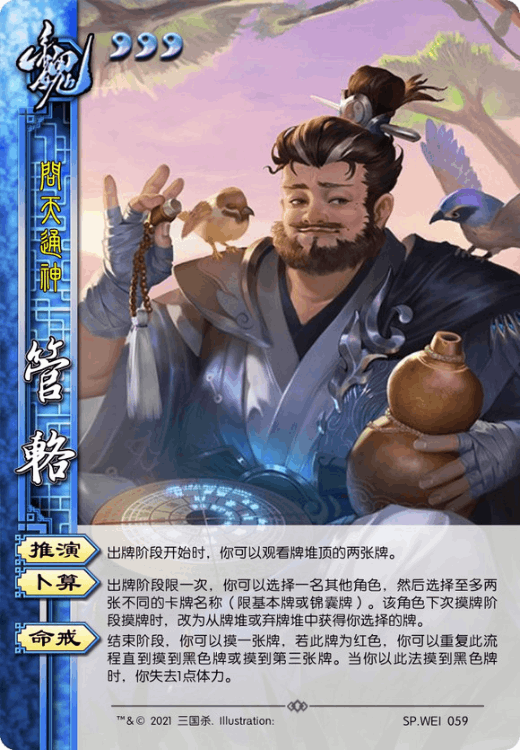 魏
問天通神
管輅
推演
出牌阶段开始时，你可以观看牌堆顶的两张牌。
卜算
出牌阶段限一次，你可以选择一名其他角色，然后选择至多两
张不同的卡牌名称（限基本牌或锦囊牌）。该角色下次摸牌阶
段摸牌时，改为从牌堆或弃牌堆中获得你选择的牌。
命戒
结束阶段，你可以摸一张牌，若此牌为红色，你可以重复此流
程直到摸到黑色牌或摸到第三张牌。当你以此法摸到黑色牌
时，你失去1点体力。
™&© 2021 三国杀. Illustration:
SP.WEI 059